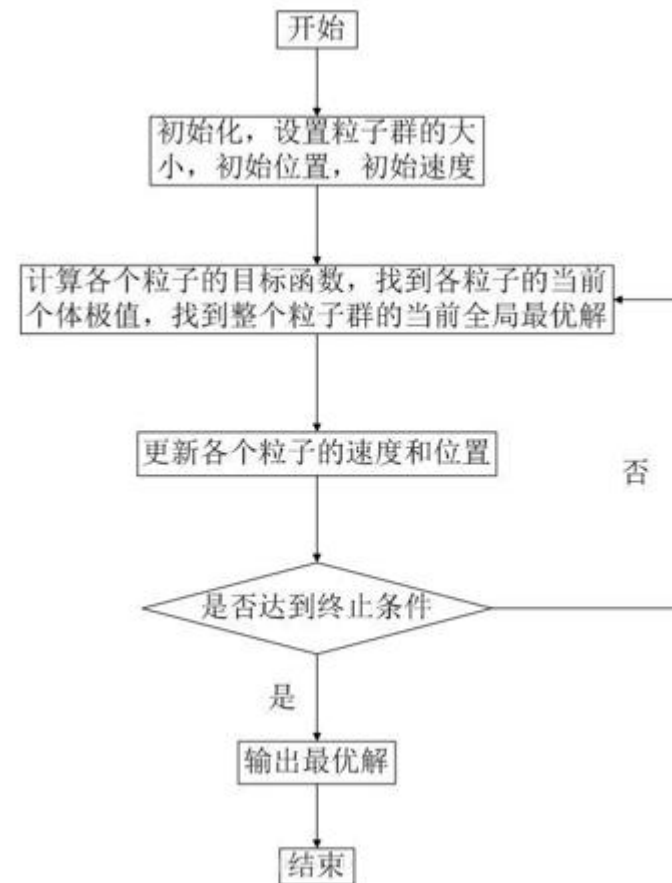 开始
初始化，设置粒子群的大
小，初始位置，初始速度
计算各个粒子的目标函数，找到各粒子的当前
个体极值，找到整个粒子群的当前全局最优解
更新各个粒子的速度和位置
否
是否达到终止条件
是
输出最优解
结束